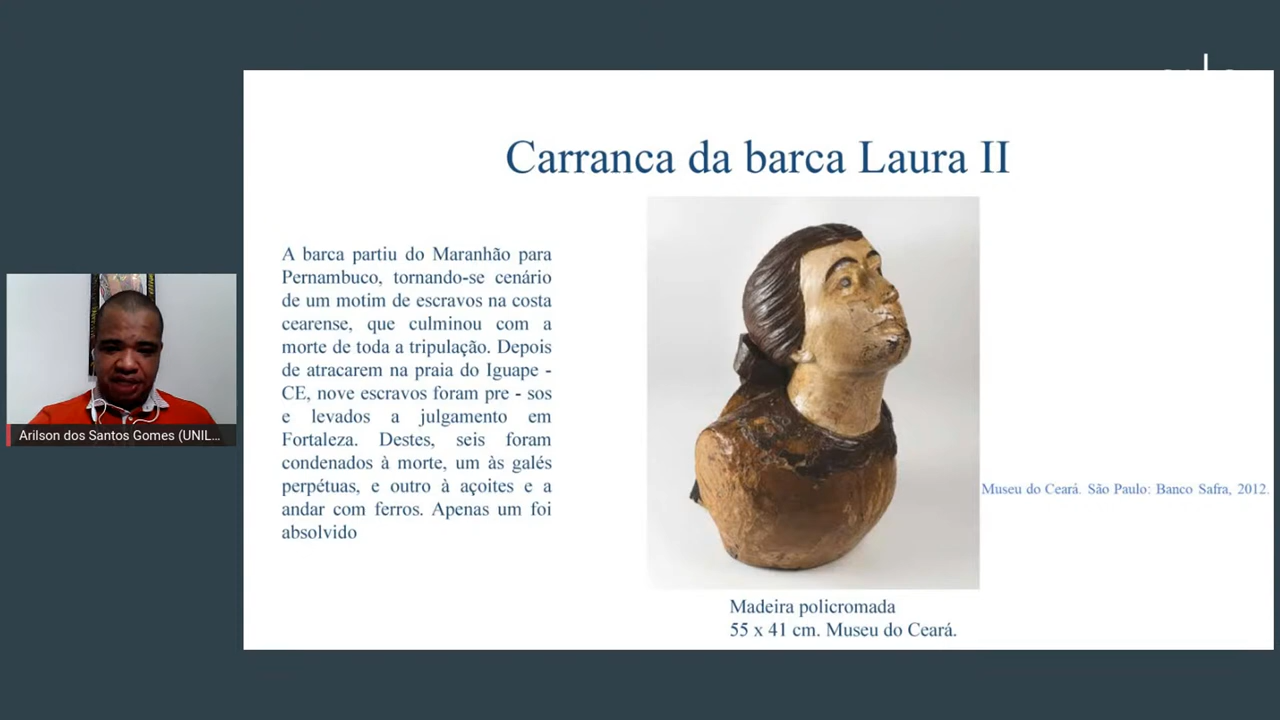 Carranca da barca Laura II
A barca partiu do Maranhão para
Pernambuco, tornando-se cenário
de um motim de escravos na costa
cearense, que culminou com a
morte de toda a tripulação. Depois
de atracarem na praia do Iguape -
CE, nove escravos foram pre - sos
e levados a julgamento em
Fortaleza. Destes, seis foram
condenados à morte, um às galés
perpétuas, e outro à açoites e a
andar com ferros. Apenas um foi
absolvido
Museu do Ceará. São Paulo: Banco Safra, 2012.
Madeira policromada
55 x 41 cm. Museu do Ceará.
Arilson dos Santos Gomes (UNIL...